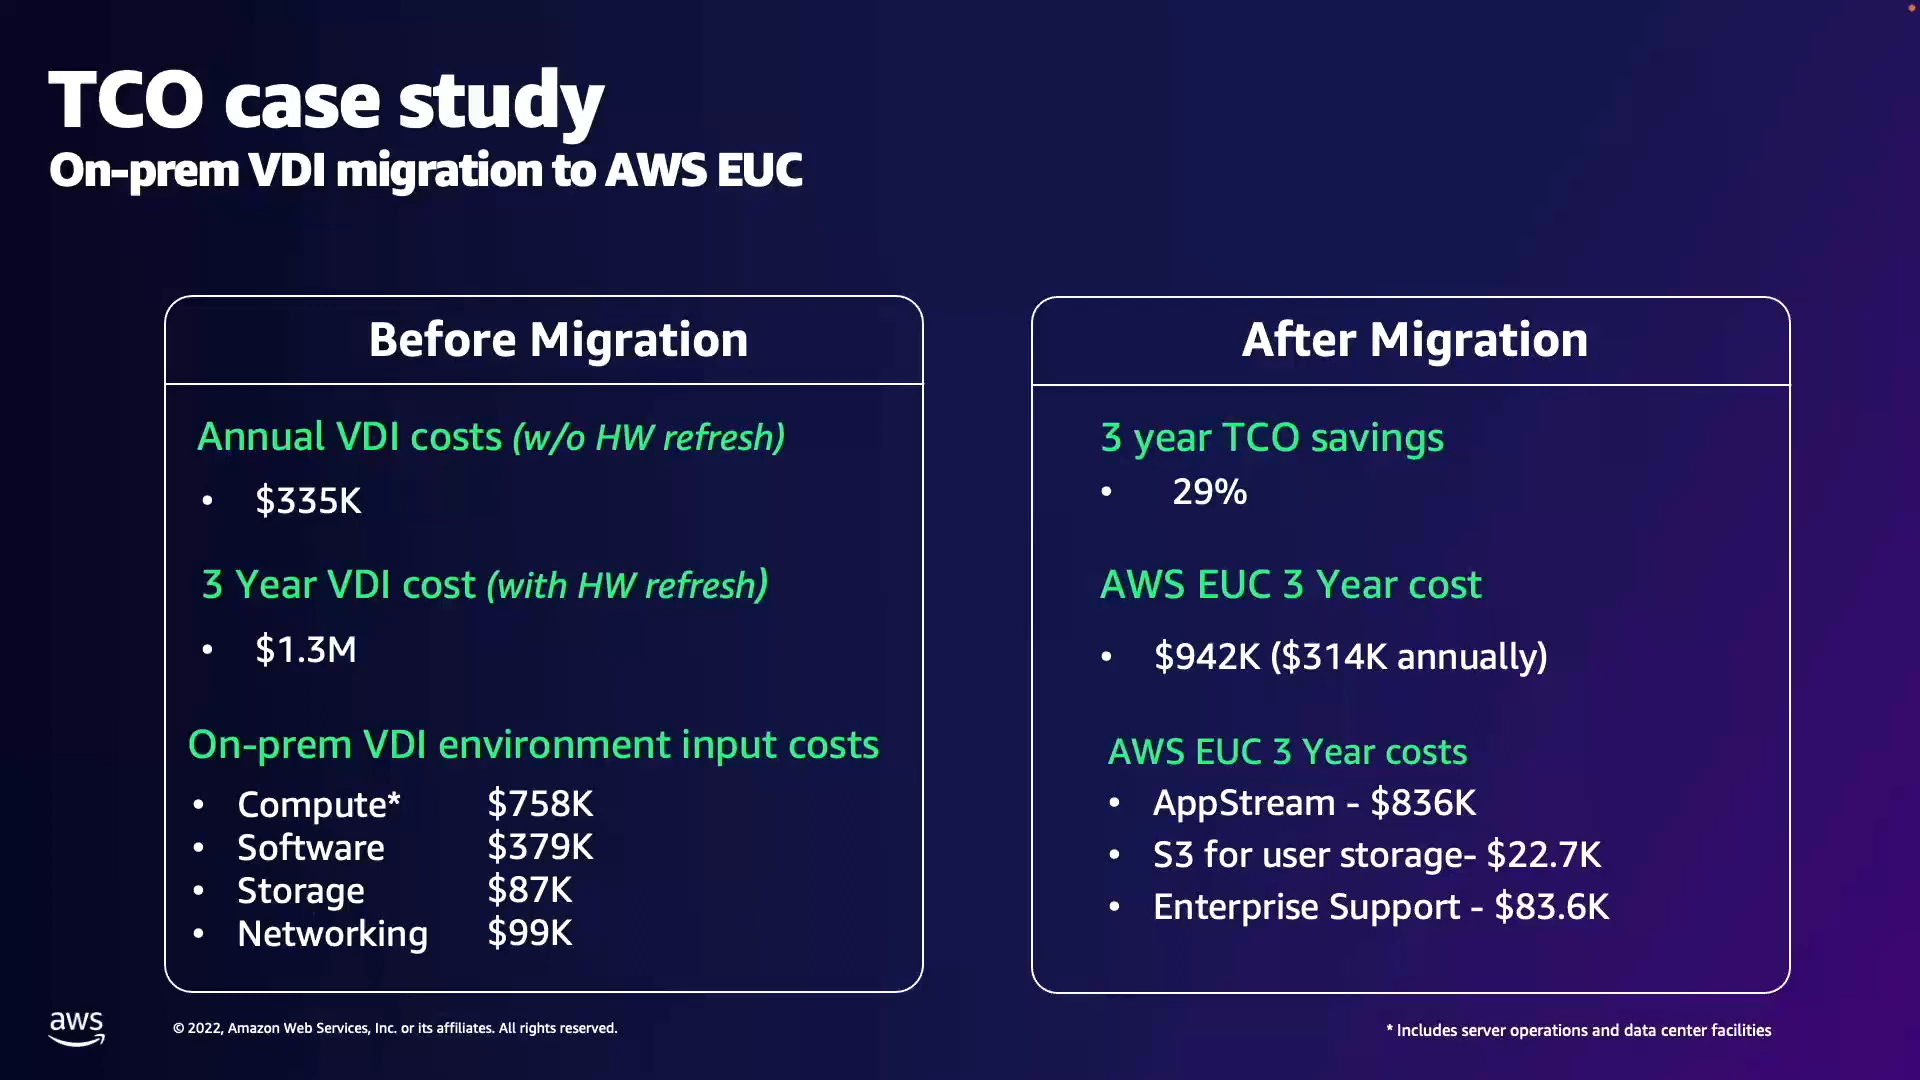 TCO case study
On-prem VDI migration to AWS EUC
Before Migration
Annual VDI costs (w/o HW refresh)
• $335K
3 Year VDI cost (with HW refresh)
• $1.3M
On-prem VDI environment input costs
• Compute* $758K
• Software $379K
• Storage $87K
• Networking $99K
After Migration
3 year TCO savings
• 29%
AWS EUC 3 Year cost
• $942K ($314K annually)
AWS EUC 3 Year costs
• AppStream - $836K
• S3 for user storage- $22.7K
• Enterprise Support - $83.6K
aws
© 2022, Amazon Web Services, Inc. or its affiliates. All rights reserved.
* Includes server operations and data center facilities